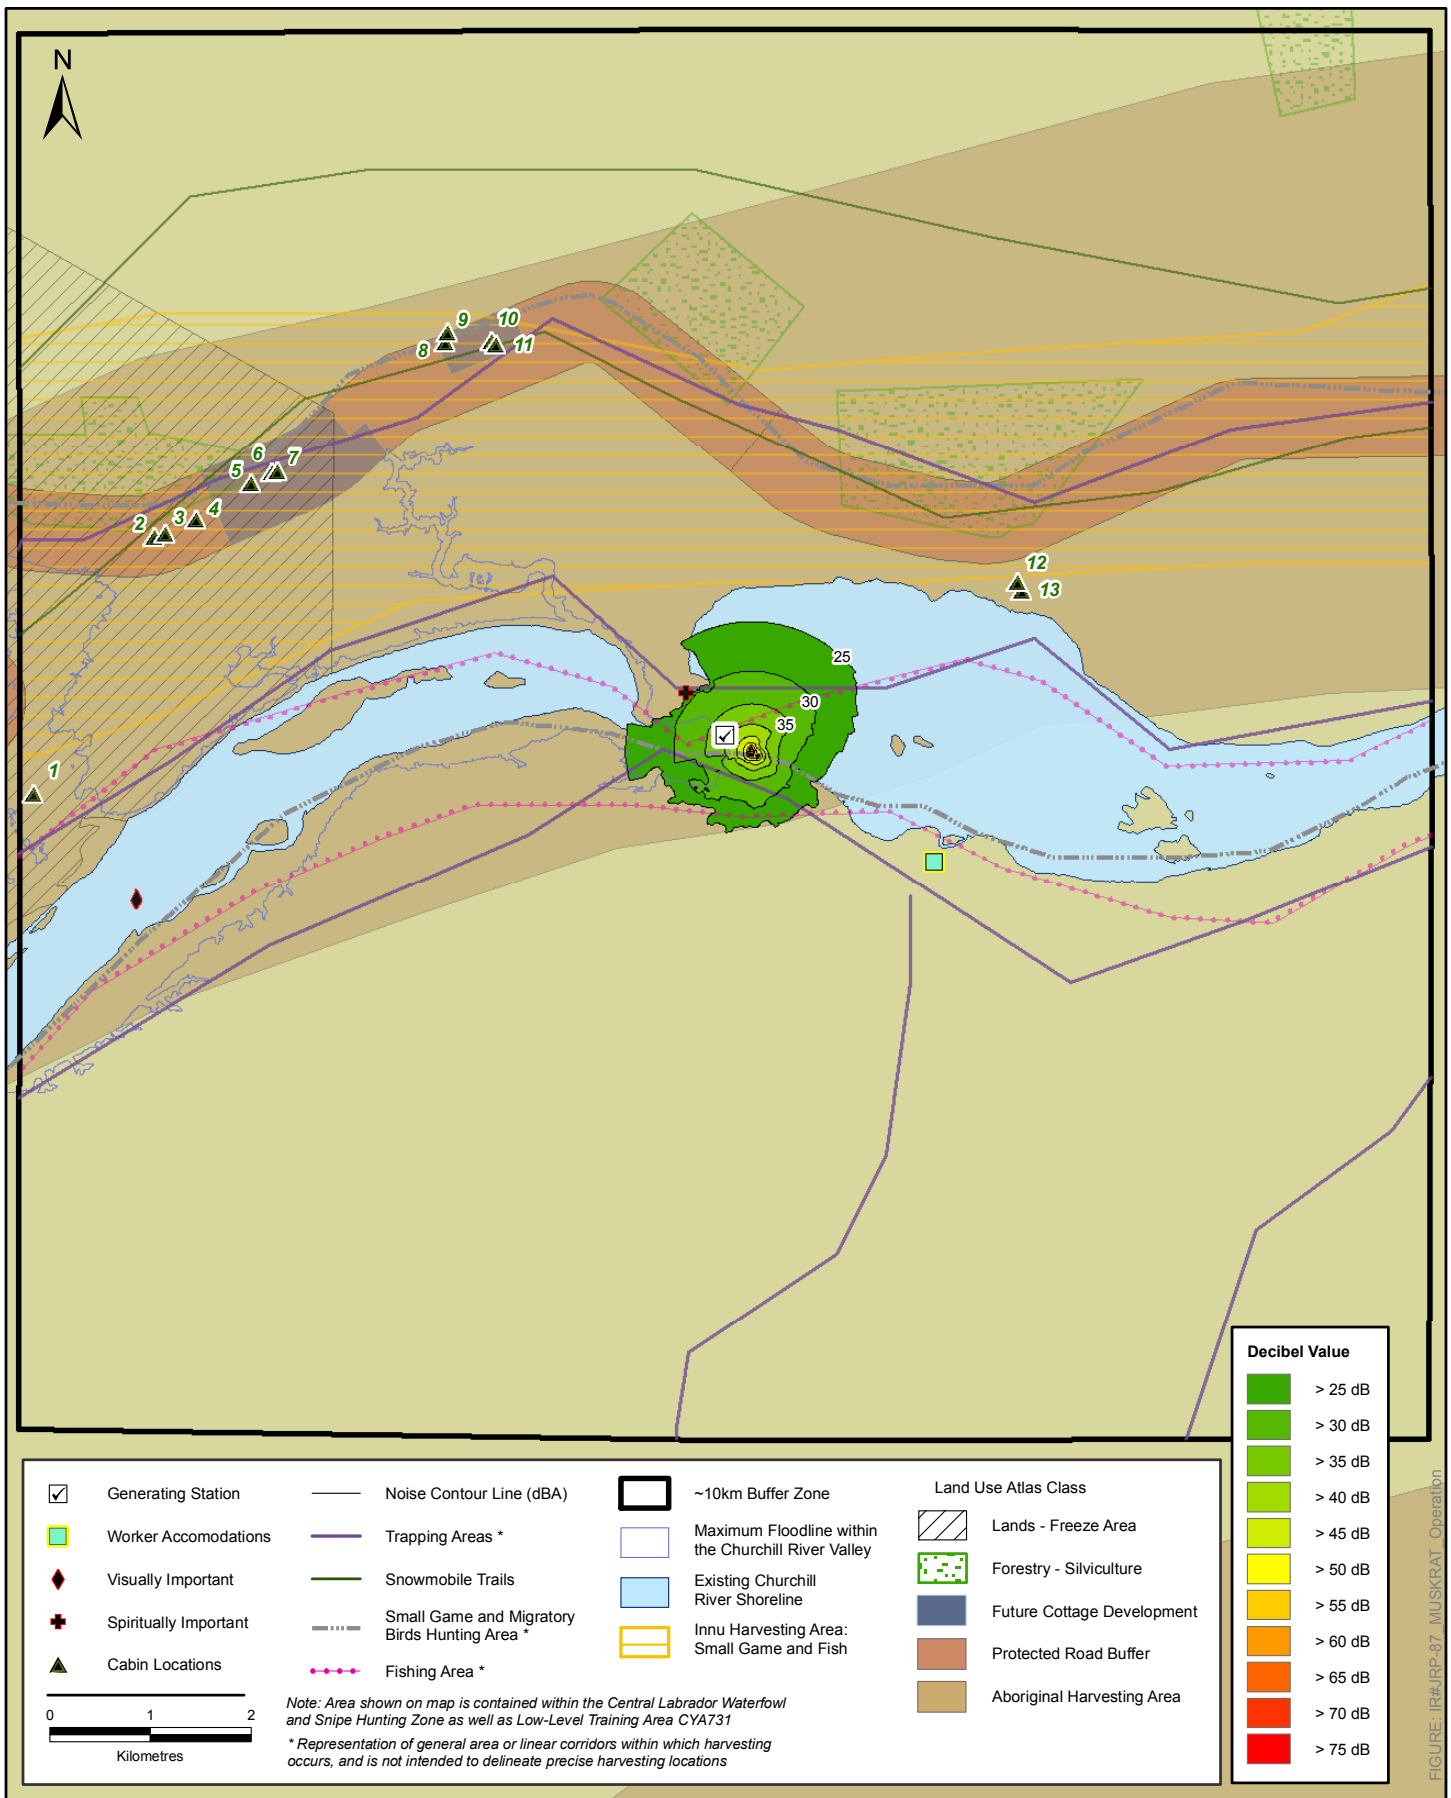 N
9
10
8
11
6
7
5
4
3
2
12
13
25
30
35
1
Decibel Value
> 25 dB
> 30 dB
> 35 dB
> 40 dB
> 45 dB
> 50 dB
> 55 dB
> 60 dB
> 65 dB
> 70 dB
> 75 dB
Generating Station
Worker Accomodations
Visually Important
Spiritually Important
Cabin Locations
0 1 2
Kilometres
Noise Contour Line (dBA)
Trapping Areas *
Snowmobile Trails
Small Game and Migratory
Birds Hunting Area *
Fishing Area *
~10km Buffer Zone
Maximum Floodline within
the Churchill River Valley
Existing Churchill
River Shoreline
Innu Harvesting Area:
Small Game and Fish
Land Use Atlas Class
Lands - Freeze Area
Forestry - Silviculture
Future Cottage Development
Protected Road Buffer
Aboriginal Harvesting Area
Note: Area shown on map is contained within the Central Labrador Waterfowl
and Snipe Hunting Zone as well as Low-Level Training Area CYA731
* Representation of general area or linear corridors within which harvesting
occurs, and is not intended to delineate precise harvesting locations
FIGURE: IR#JRP-87_MUSKRAT_Operation